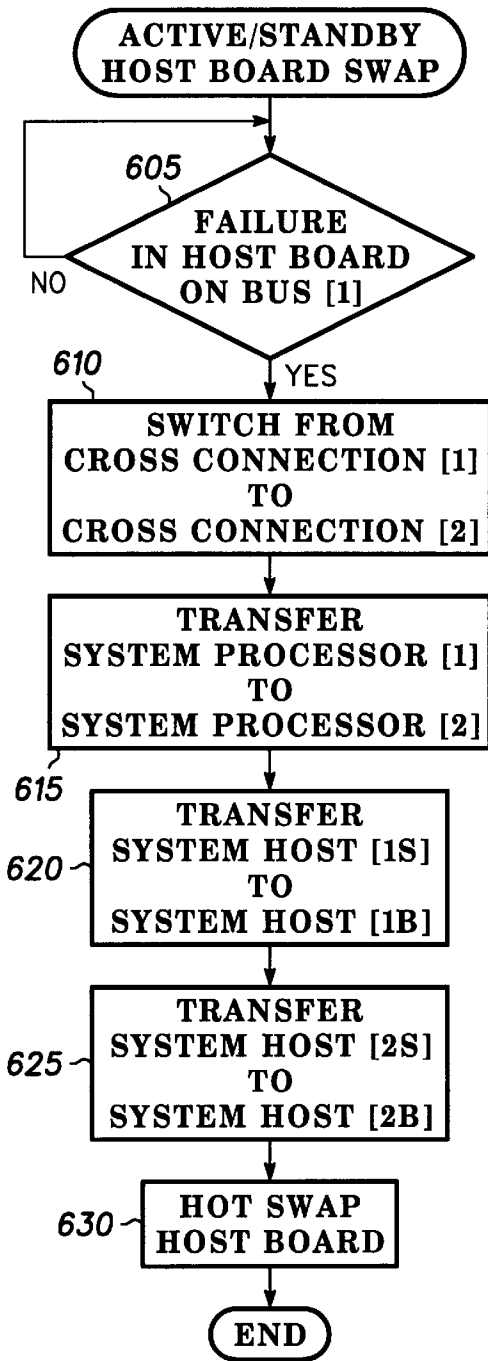 ACTIVE/STANDBY
HOST BOARD SWAP
605
FAILURE
IN HOST BOARD
ON BUS [1]
NO
YES
610
SWITCH FROM
CROSS CONNECTION [1]
TO
CROSS CONNECTION [2]
TRANSFER
SYSTEM PROCESSOR [1]
TO
SYSTEM PROCESSOR [2]
615
TRANSFER
SYSTEM HOST [1S]
TO
SYSTEM HOST [1B]
620
TRANSFER
SYSTEM HOST [2S]
TO
SYSTEM HOST [2B]
625
HOT SWAP
HOST BOARD
630
END